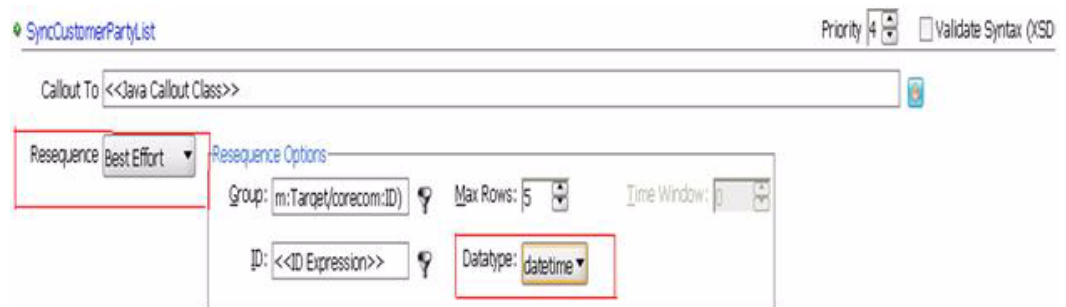 SyncCustomerPartyList Priority 4 Validate Syntax (XSD
Callout To <<Java Callout Class>>
Resequence Best Effort Resequence Options
Group: m:Target/corecom:ID) Max Rows: 5 Time Window: 0
ID: <<ID Expression>> Datatype: datetime